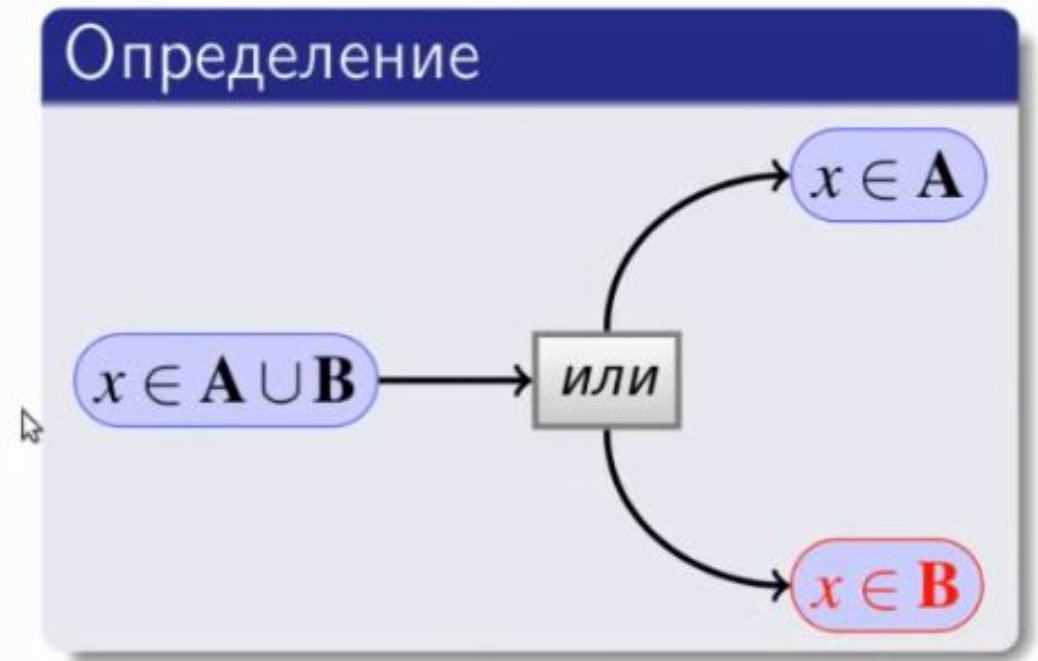 Определение
x ∈ A
x ∈ A ∪ B
или
x ∈ B